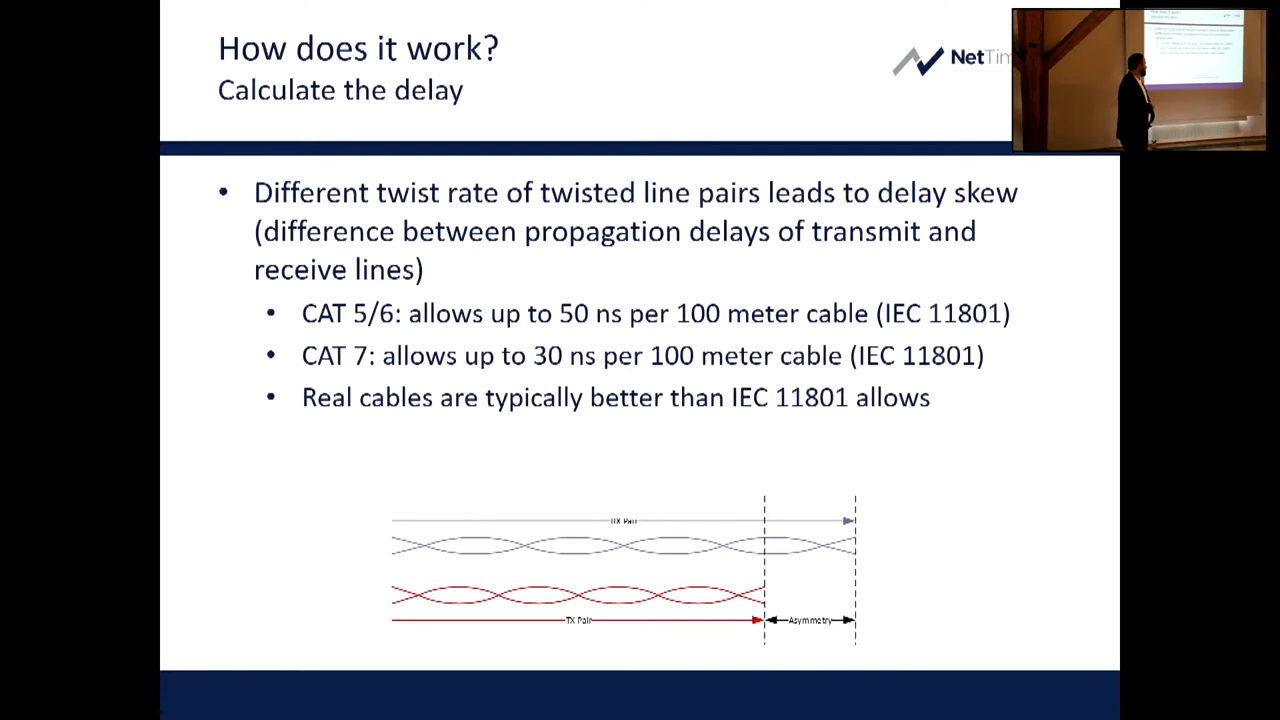 How does it work?
Calculate the delay
NetTim
• Different twist rate of twisted line pairs leads to delay skew
(difference between propagation delays of transmit and
receive lines)
• CAT 5/6: allows up to 50 ns per 100 meter cable (IEC 11801)
• CAT 7: allows up to 30 ns per 100 meter cable (IEC 11801)
• Real cables are typically better than IEC 11801 allows
RX Pair
TX Pair
Asymmetry